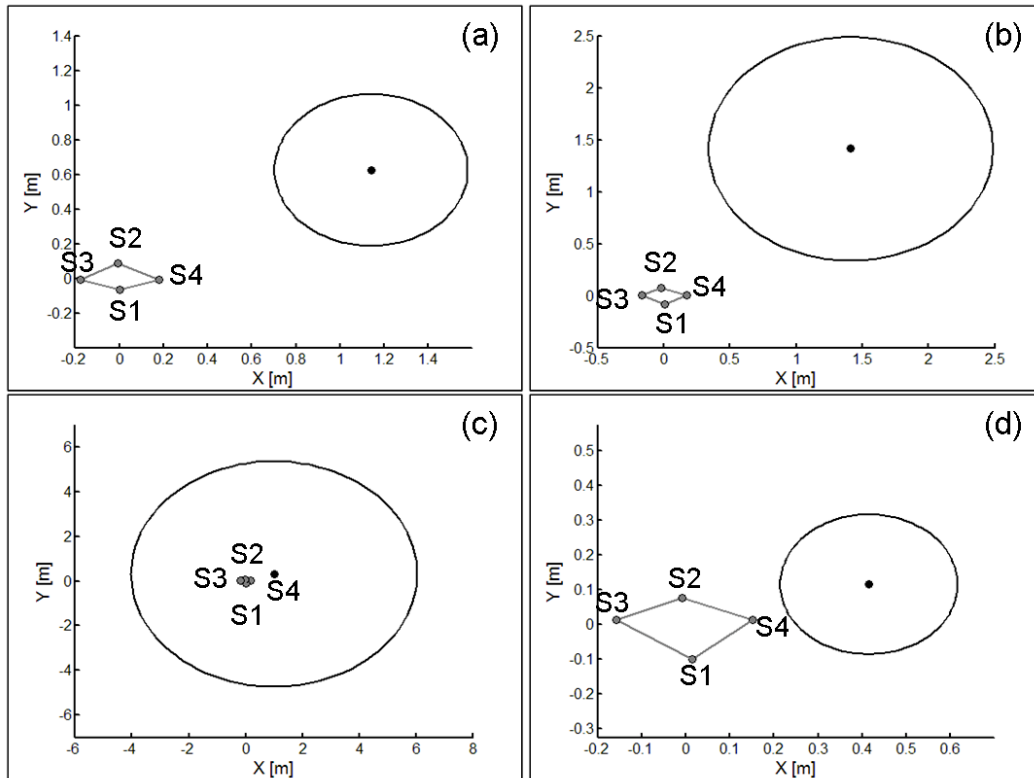 (a)
1.4
1.2
1
0.8
0.6
0.4
0.2
0
-0.2
Y [m]
S2
S3
S4
S1
-0.2 0 0.2 0.4 0.6 0.8 1 1.2 1.4
X [m]
(b)
2.5
2
1.5
1
0.5
0
-0.5
Y [m]
S2
S3
S4
S1
-0.5 0 0.5 1 1.5 2 2.5
X [m]
(c)
6
4
2
0
-2
-4
-6
Y [m]
S2
S3
S4
S1
-6 -4 -2 0 2 4 6 8
X [m]
(d)
0.5
0.4
0.3
0.2
0.1
0
-0.1
-0.2
-0.3
Y [m]
S2
S3
S4
S1
-0.2 -0.1 0 0.1 0.2 0.3 0.4 0.5 0.6
X [m]